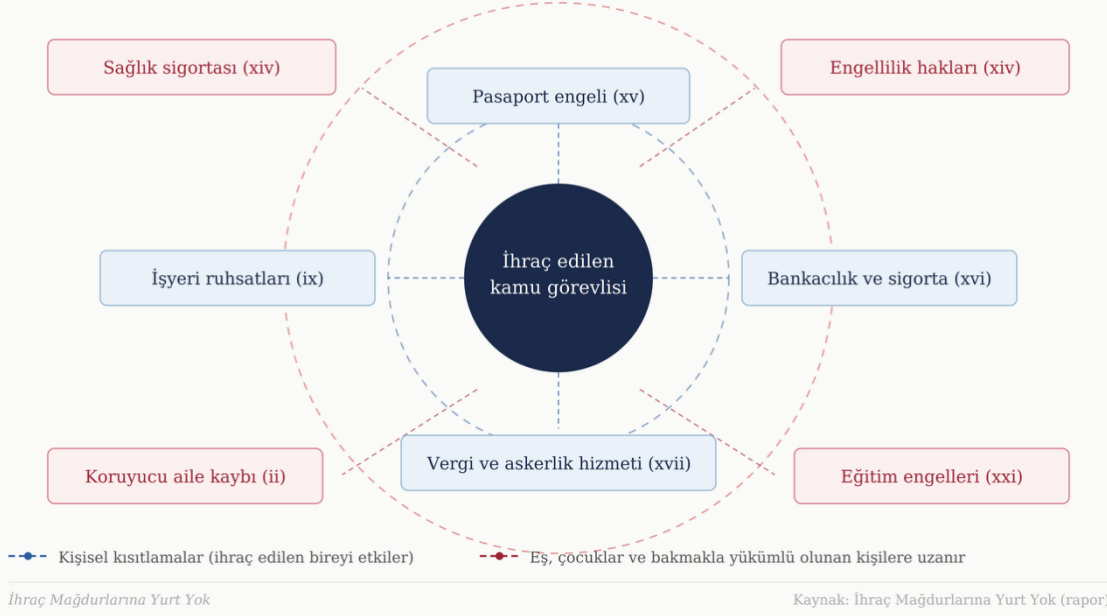 Sağlık sigortası (xiv)
Engellilik hakları (xiv)
Pasaport engeli (xv)
İşyeri ruhsatları (ix)
İhraç edilen
kamu görevlisi
Bankacılık ve sigorta (xvi)
Koruyucu aile kaybı (ii)
Vergi ve askerlik hizmeti (xvii)
Eğitim engelleri (xxi)
Kişisel kısıtlamalar (ihraç edilen bireyi etkiler)
Eş, çocuklar ve bakmakla yükümlü olunan kişilere uzanır
İhraç Mağdurlarına Yurt Yok
Kaynak: İhraç Mağdurlarına Yurt Yok (rapor)